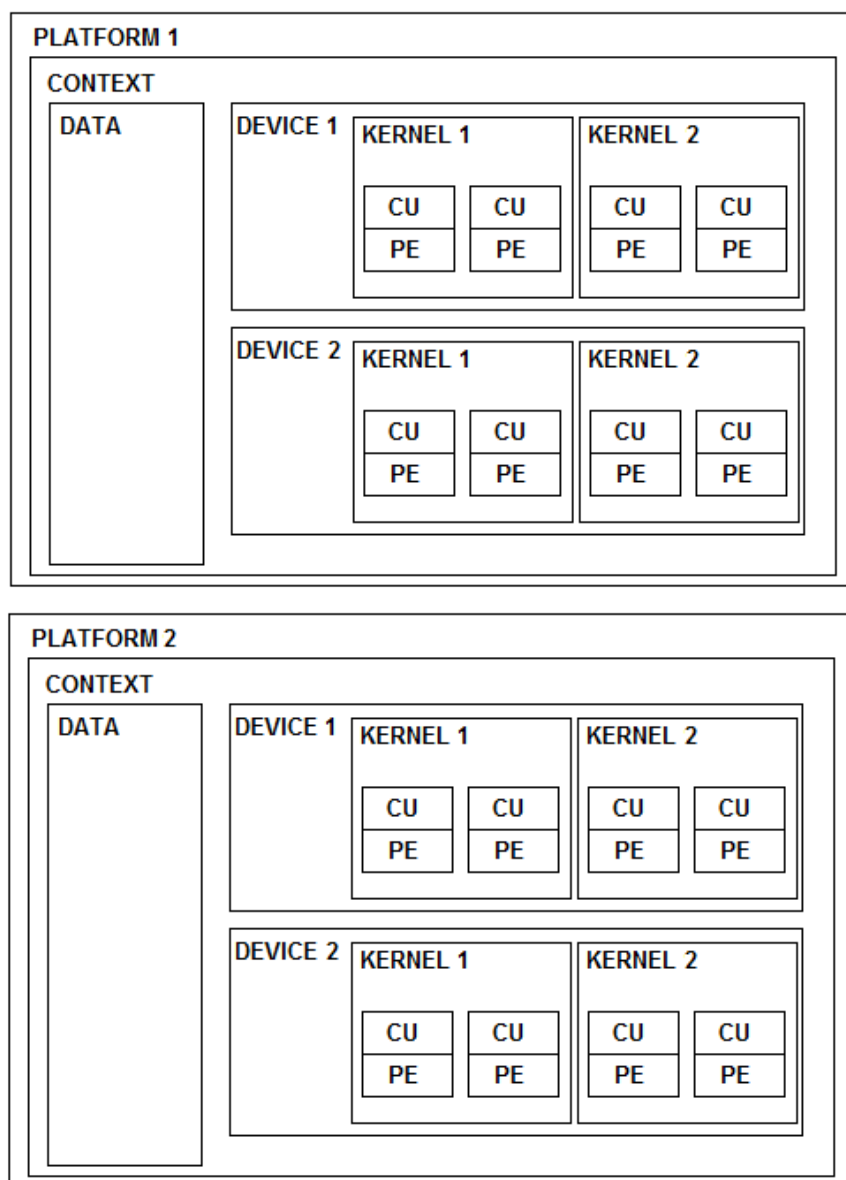 PLATFORM 1
CONTEXT
DATA
DEVICE 1
KERNEL 1
CU CU
PE PE
KERNEL 2
CU CU
PE PE
DEVICE 2
KERNEL 1
CU CU
PE PE
KERNEL 2
CU CU
PE PE
PLATFORM 2
CONTEXT
DATA
DEVICE 1
KERNEL 1
CU CU
PE PE
KERNEL 2
CU CU
PE PE
DEVICE 2
KERNEL 1
CU CU
PE PE
KERNEL 2
CU CU
PE PE